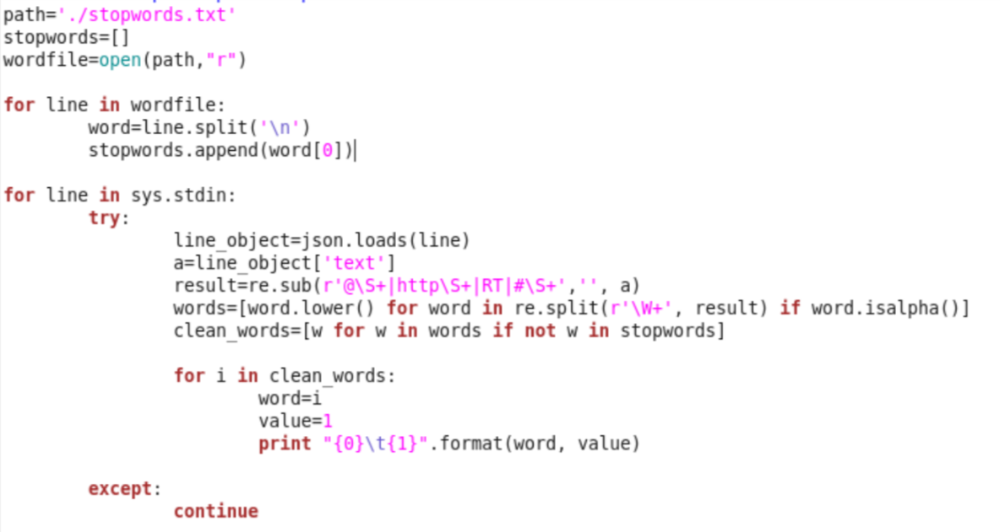 path='./stopwords.txt'
stopwords=[]
wordfile=open(path,"r")

for line in wordfile:
        word=line.split('\n')
        stopwords.append(word[0])

for line in sys.stdin:
        try:
                line_object=json.loads(line)
                a=line_object['text']
                result=re.sub(r'@\S+|http\S+|RT|#\S+','', a)
                words=[word.lower() for word in re.split(r'\W+', result) if word.isalpha()]
                clean_words=[w for w in words if not w in stopwords]

                for i in clean_words:
                        word=i
                        value=1
                        print "{0}\t{1}".format(word, value)

        except:
                continue